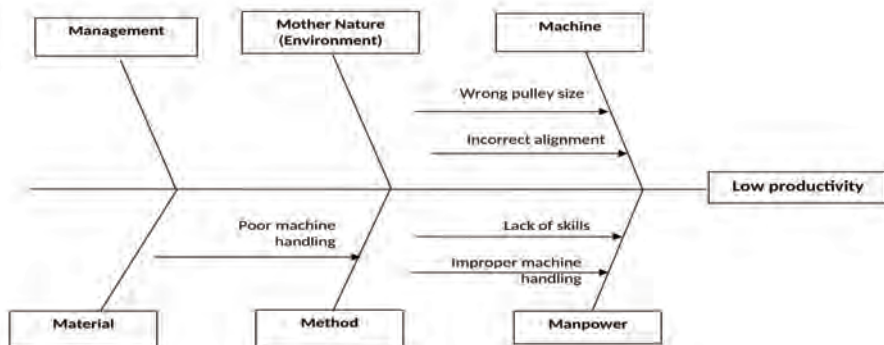 Management
Mother Nature
(Environment)
Machine
Wrong pulley size
Incorrect alignment
Low productivity
Poor machine
handling
Lack of skills
Improper machine
handling
Material
Method
Manpower